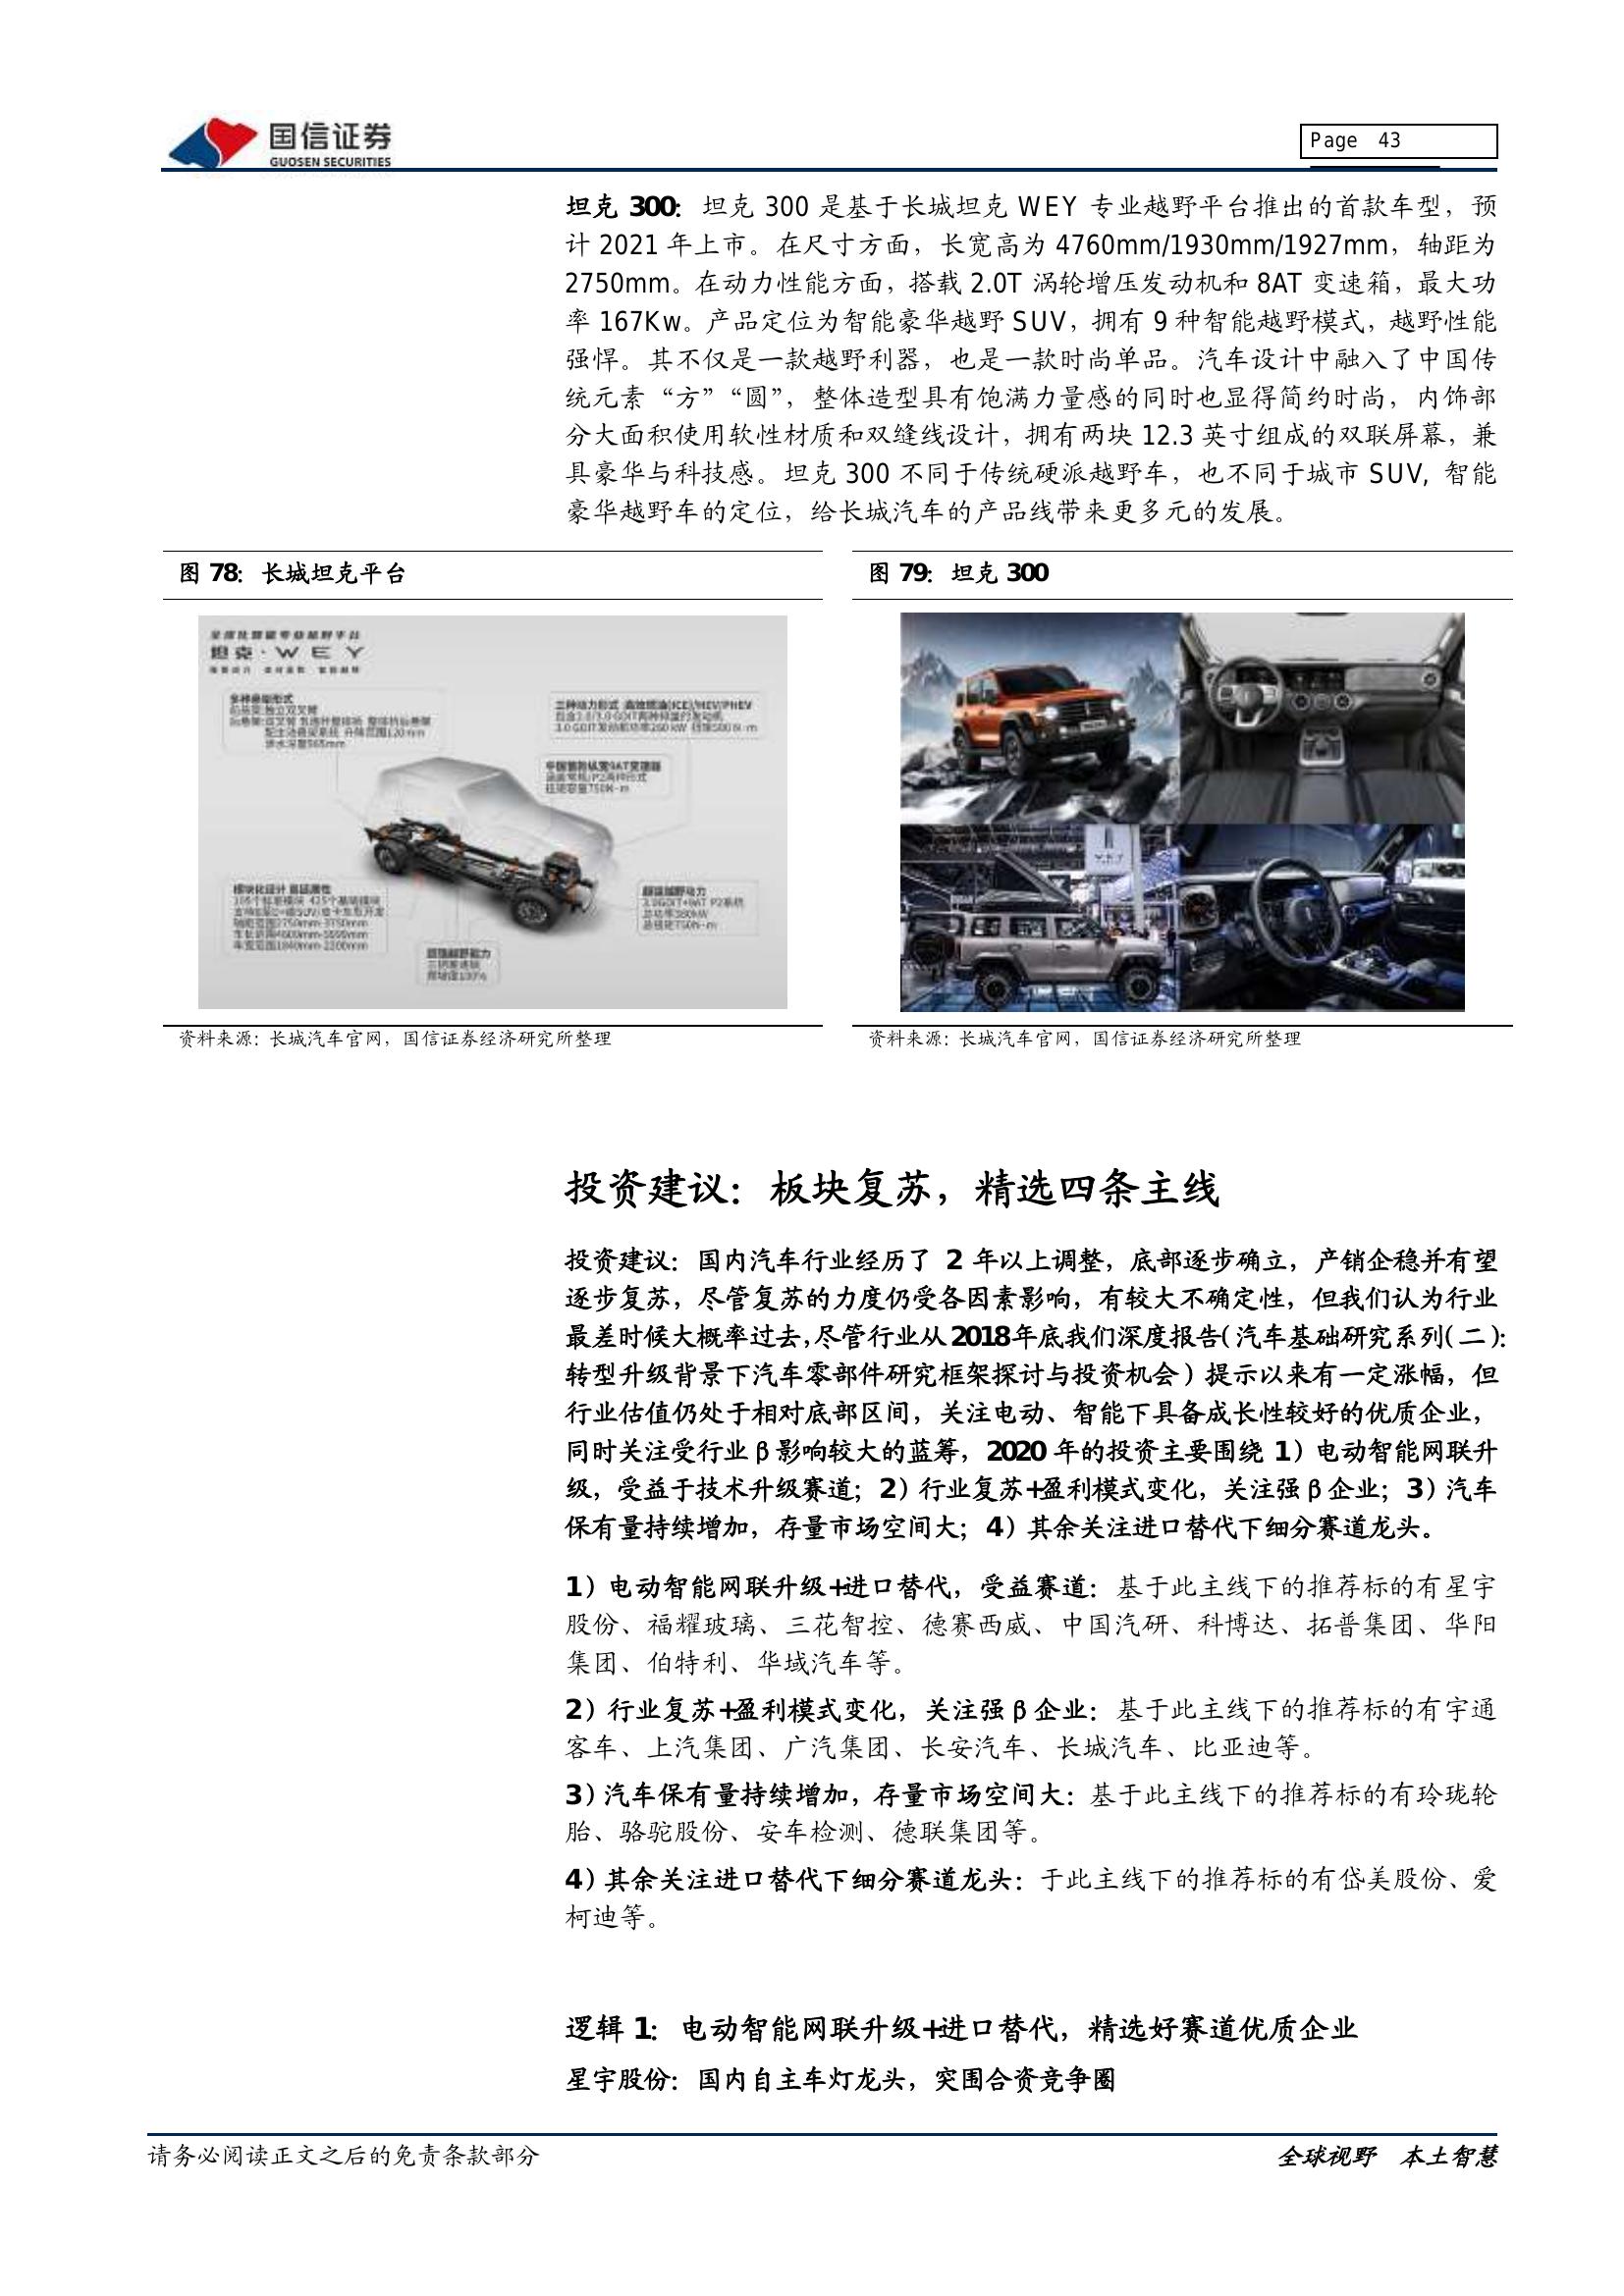 国信证券
GUOSEN SECURITIES
Page 43
坦克 300：坦克 300 是基于长城坦克 WEY 专业越野平台推出的首款车型，预
计 2021 年上市。在尺寸方面，长宽高为 4760mm/1930mm/1927mm，轴距为
2750mm。在动力性能方面，搭载 2.0T 涡轮增压发动机和 8AT 变速箱，最大功
率 167Kw。产品定位为智能豪华越野 SUV，拥有 9 种智能越野模式，越野性能
强悍。其不仅是一款越野利器，也是一款时尚单品。汽车设计中融入了中国传
统元素“方”“圆”，整体造型具有饱满力量感的同时也显得简约时尚，内饰部
分大面积使用软性材质和双缝线设计，拥有两块 12.3 英寸组成的双联屏幕，兼
具豪华与科技感。坦克 300 不同于传统硬派越野车，也不同于城市 SUV, 智能
豪华越野车的定位，给长城汽车的产品线带来更多元的发展。
图 78：长城坦克平台
图 79：坦克 300
坦克·WEY
资料来源：长城汽车官网，国信证券经济研究所整理
资料来源：长城汽车官网，国信证券经济研究所整理
投资建议：板块复苏，精选四条主线
投资建议：国内汽车行业经历了 2 年以上调整，底部逐步确立，产销企稳并有望
逐步复苏，尽管复苏的力度仍受各因素影响，有较大不确定性，但我们认为行业
最差时候大概率过去，尽管行业从 2018 年底我们深度报告（汽车基础研究系列（二）：
转型升级背景下汽车零部件研究框架探讨与投资机会）提示以来有一定涨幅，但
行业估值仍处于相对底部区间，关注电动、智能下具备成长性较好的优质企业，
同时关注受行业 β 影响较大的蓝筹，2020 年的投资主要围绕 1）电动智能网联升
级，受益于技术升级赛道；2）行业复苏+盈利模式变化，关注强 β 企业；3）汽车
保有量持续增加，存量市场空间大；4）其余关注进口替代下细分赛道龙头。
1）电动智能网联升级+进口替代，受益赛道：基于此主线下的推荐标的有星宇
股份、福耀玻璃、三花智控、德赛西威、中国汽研、科博达、拓普集团、华阳
集团、伯特利、华域汽车等。
2）行业复苏+盈利模式变化，关注强 β 企业：基于此主线下的推荐标的有宇通
客车、上汽集团、广汽集团、长安汽车、长城汽车、比亚迪等。
3）汽车保有量持续增加，存量市场空间大：基于此主线下的推荐标的有玲珑轮
胎、骆驼股份、安车检测、德联集团等。
4）其余关注进口替代下细分赛道龙头：于此主线下的推荐标的有岱美股份、爱
柯迪等。
逻辑 1：电动智能网联升级+进口替代，精选好赛道优质企业
星宇股份：国内自主车灯龙头，突围合资竞争圈
请务必阅读正文之后的免责条款部分
全球视野 本土智慧